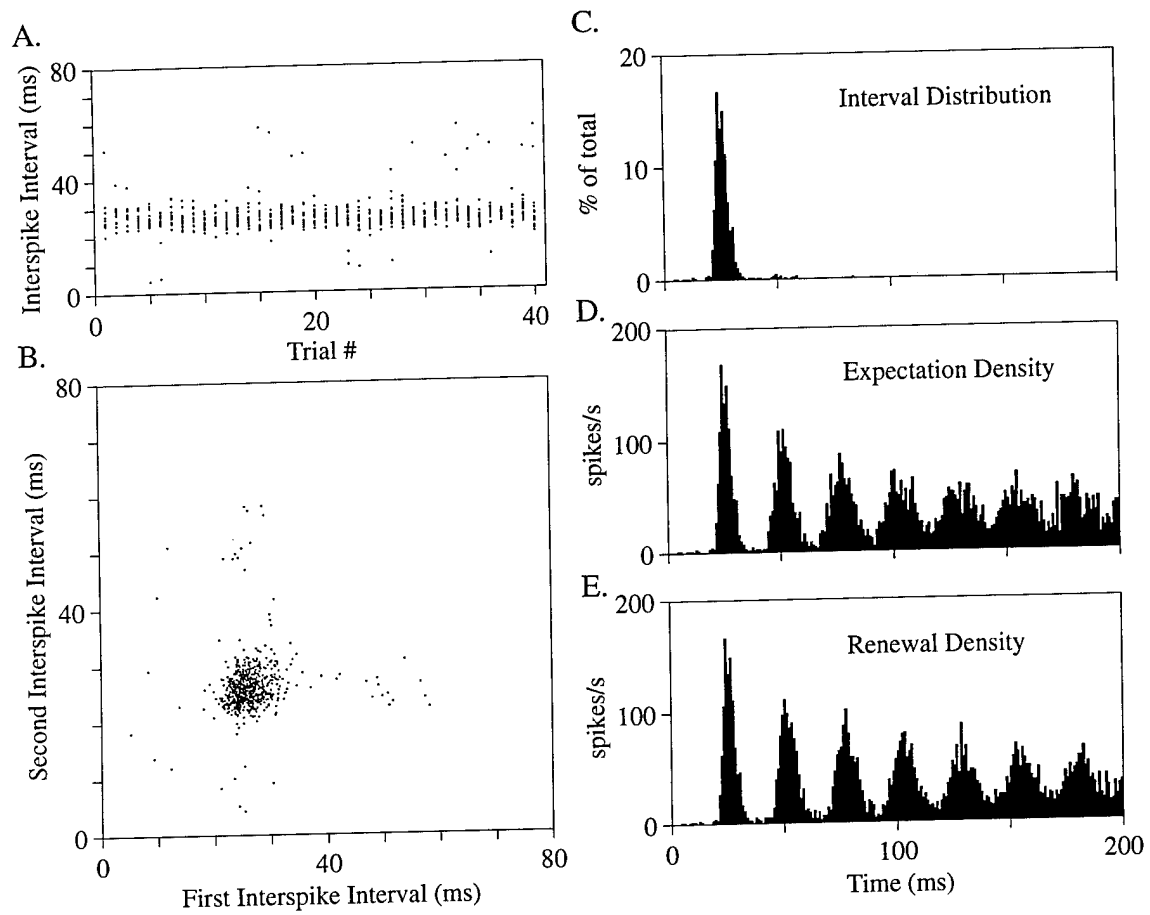 A.
Interspike Interval (ms)
80
40
0
0
20
40
Trial #
B.
Second Interspike Interval (ms)
80
40
0
0
40
80
First Interspike Interval (ms)
C.
% of total
20
10
0
Interval Distribution
D.
spikes/s
200
100
0
Expectation Density
E.
spikes/s
200
100
0
Renewal Density
0
100
200
Time (ms)